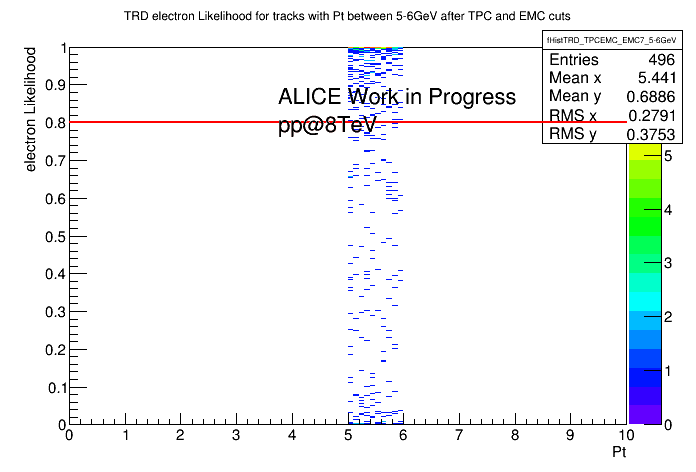 TRD electron Likelihood for tracks with Pt between 5-6GeV after TPC and EMC cuts
fHistTRD_TPCEMC_EMC7_5-6GeV
Entries 496
Mean x 5.441
Mean y 0.6886
RMS x 0.2791
RMS y 0.3753
electron Likelihood
1
0.9
0.8
0.7
0.6
0.5
0.4
0.3
0.2
0.1
0
ALICE Work in Progress
pp@8TeV
5
4
3
2
1
0
0 1 2 3 4 5 6 7 8 9 10
Pt